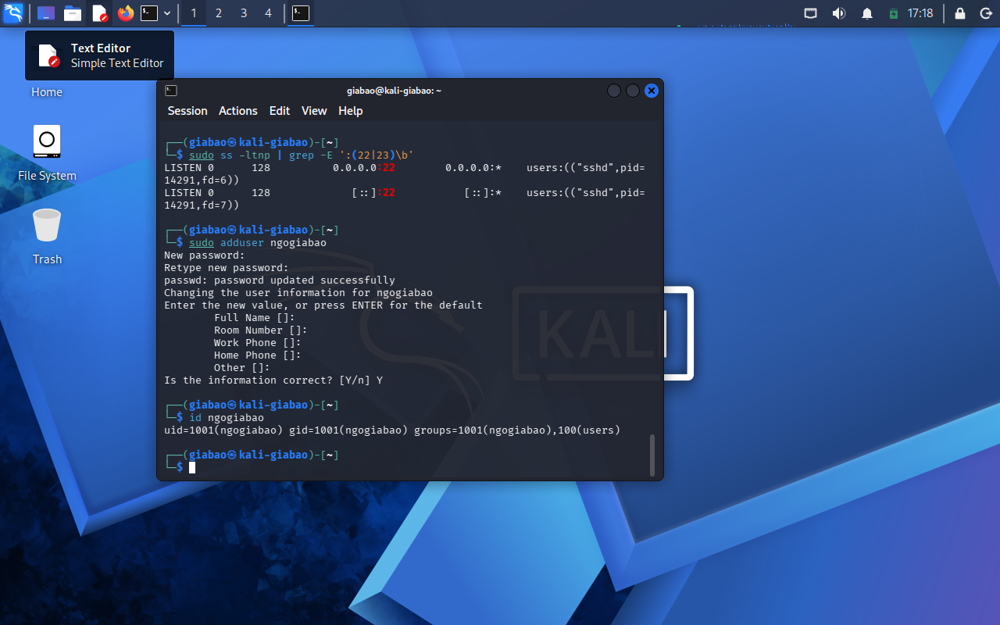 1 2 3 4 17:18
Text Editor
Simple Text Editor
Home
File System
Trash
giabao@kali-giabao: ~
Session Actions Edit View Help
┌──(giabao㉿kali-giabao)-[~]
└─$ sudo ss -ltnp | grep -E ':(22|23)\b'
LISTEN 0      128          0.0.0.0:22        0.0.0.0:*    users:(("sshd",pid=
14291,fd=6))
LISTEN 0      128             [::]:22           [::]:*    users:(("sshd",pid=
14291,fd=7))
┌──(giabao㉿kali-giabao)-[~]
└─$ sudo adduser ngogiabao
New password:
Retype new password:
passwd: password updated successfully
Changing the user information for ngogiabao
Enter the new value, or press ENTER for the default
        Full Name []:
        Room Number []:
        Work Phone []:
        Home Phone []:
        Other []:
Is the information correct? [Y/n] Y
┌──(giabao㉿kali-giabao)-[~]
└─$ id ngogiabao
uid=1001(ngogiabao) gid=1001(ngogiabao) groups=1001(ngogiabao),100(users)
┌──(giabao㉿kali-giabao)-[~]
└─$
KALI